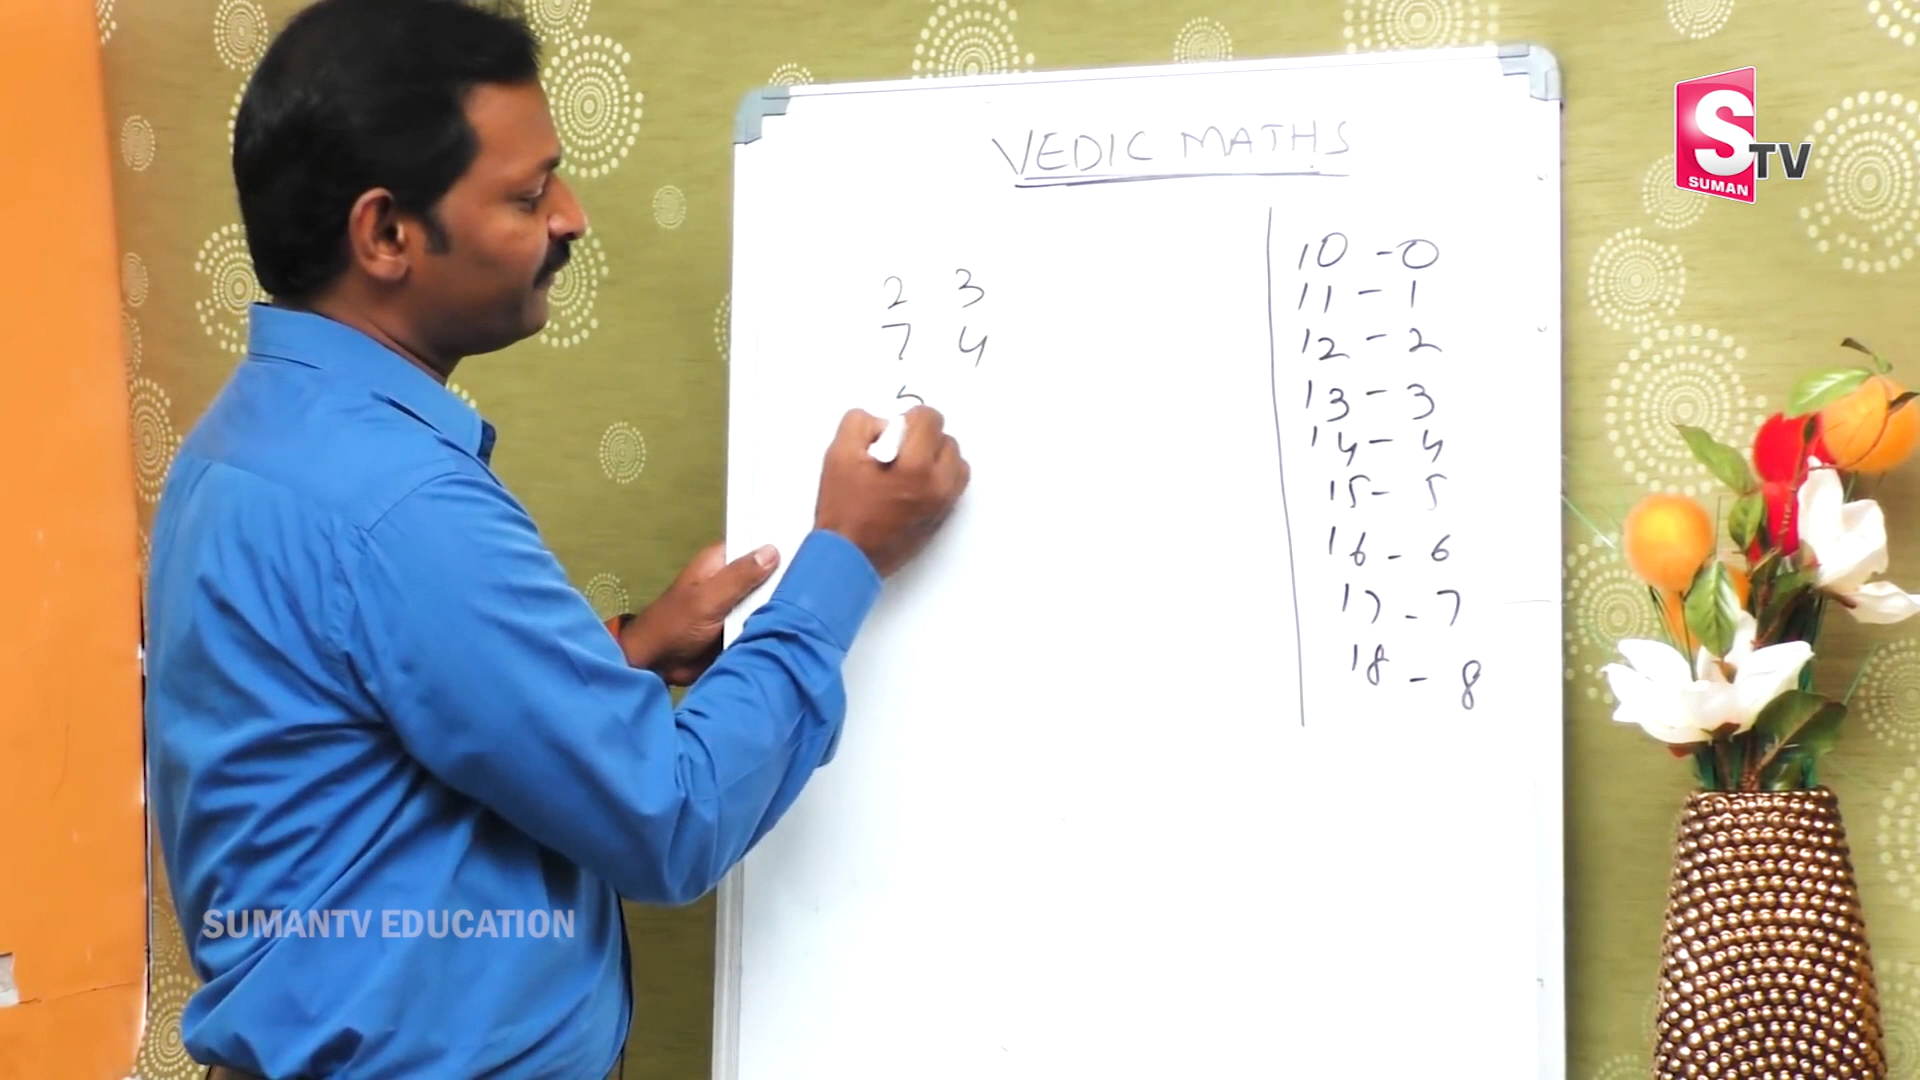 VEDIC MATHS
2 3
7 4
10 - 0
11 - 1
12 - 2
13 - 3
14 - 4
15 - 5
16 - 6
17 - 7
18 - 8
S TV
SUMAN
SUMANTV EDUCATION